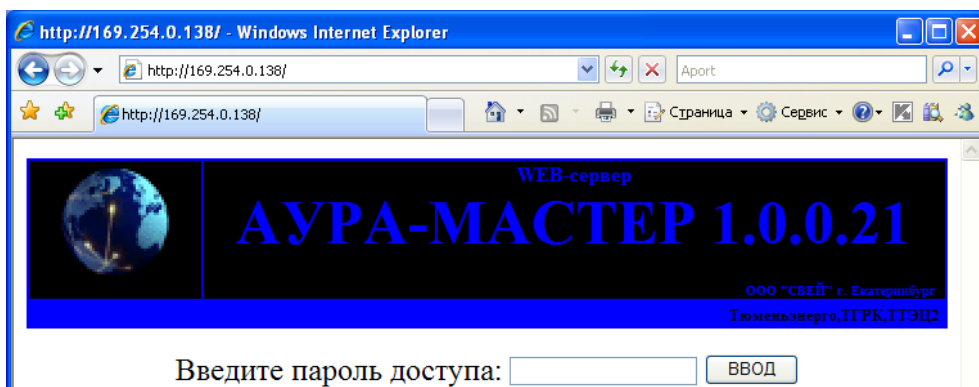 http://169.254.0.138/ - Windows Internet Explorer
http://169.254.0.138/
Aport
http://169.254.0.138/
Страница
Сервис
WEB-сервер
АУРА-МАСТЕР 1.0.0.21
ООО "СВЕЙ" г. Екатеринбург
Тюменьэнерго,ТГРК,ТТЭЦ2
Введите пароль доступа:
ВВОД